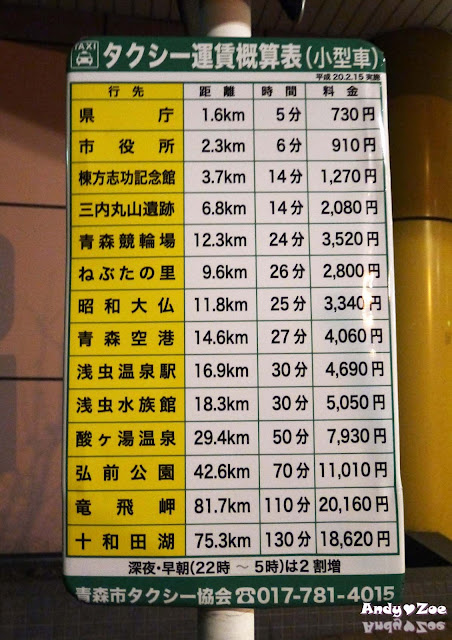 TAXI タクシー運賃概算表(小型車)
平成20.2.15実施
行先 距離 時間 料金
県庁 1.6km 5分 730円
市役所 2.3km 6分 910円
棟方志功記念館 3.7km 14分 1,270円
三内丸山遺跡 6.8km 14分 2,080円
青森競輪場 12.3km 24分 3,520円
ねぶたの里 9.6km 26分 2,800円
昭和大仏 11.8km 25分 3,340円
青森空港 14.6km 27分 4,060円
浅虫温泉駅 16.9km 30分 4,690円
浅虫水族館 18.3km 30分 5,050円
酸ヶ湯温泉 29.4km 50分 7,930円
弘前公園 42.6km 70分 11,010円
竜飛岬 81.7km 110分 20,160円
十和田湖 75.3km 130分 18,620円
深夜・早朝(22時 ～ 5時)は2割増
青森市タクシー協会☎017-781-4015
Andy♥Zoe